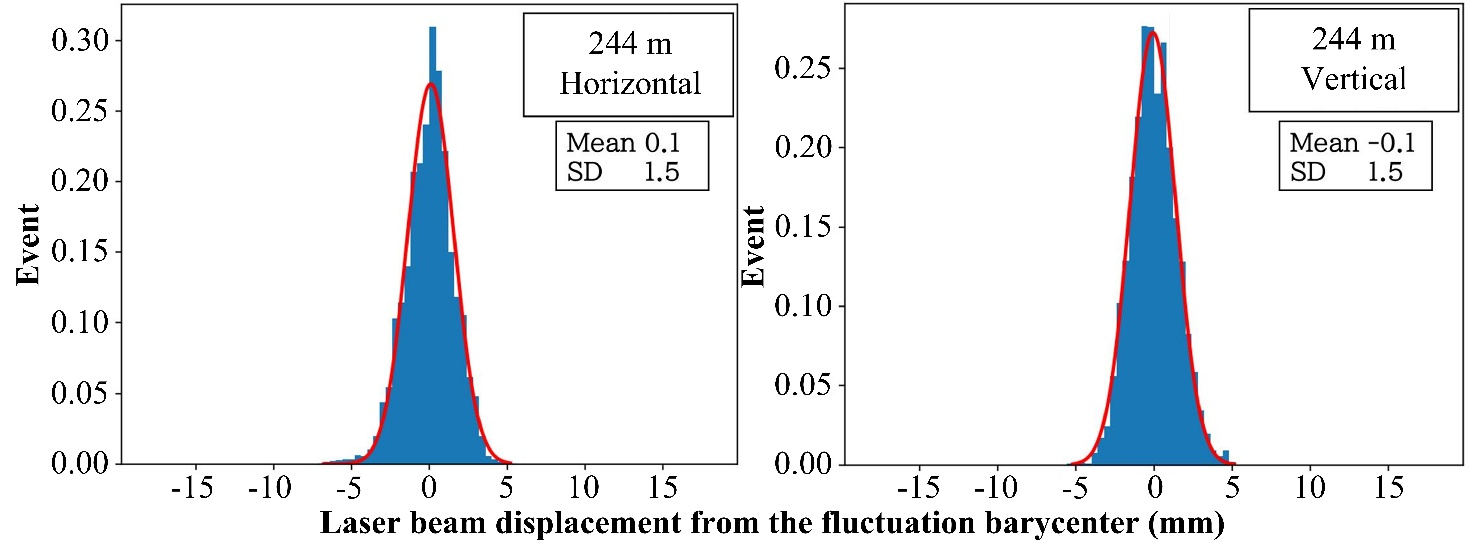 244 m
Horizontal
Mean 0.1
SD 1.5
Event
0.30
0.25
0.20
0.15
0.10
0.05
0.00
-15 -10 -5 0 5 10 15
244 m
Vertical
Mean -0.1
SD 1.5
Event
0.25
0.20
0.15
0.10
0.05
0.00
-15 -10 -5 0 5 10 15
Laser beam displacement from the fluctuation barycenter (mm)